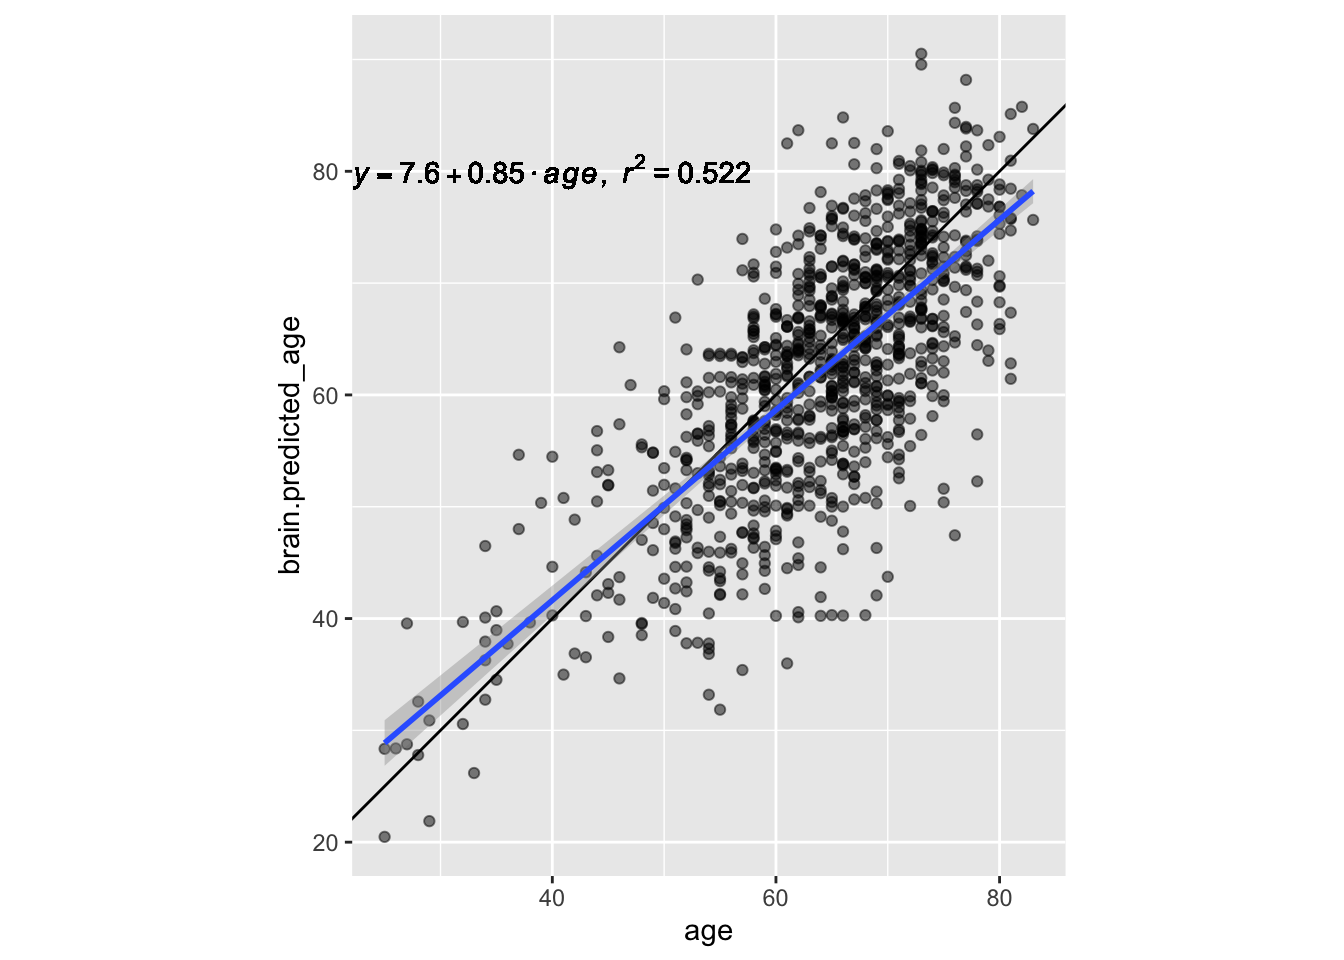 y = 7.6 + 0.85 · age, r² = 0.522
80
60
40
20
brain.predicted_age
40 60 80
age